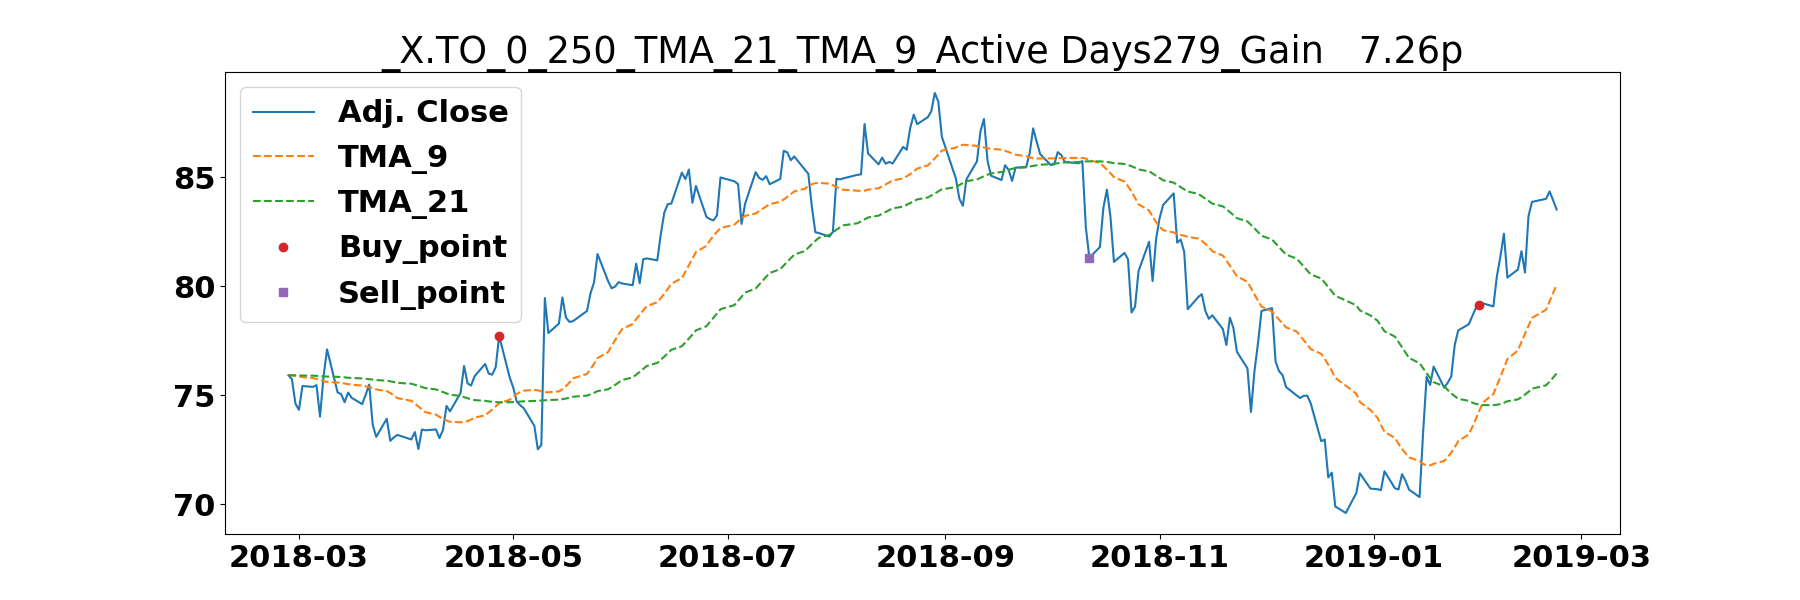 _X.TO_0_250_TMA_21_TMA_9_Active Days279_Gain   7.26p
Adj. Close
TMA_9
TMA_21
Buy_point
Sell_point
85
80
75
70
2018-03 2018-05 2018-07 2018-09 2018-11 2019-01 2019-03